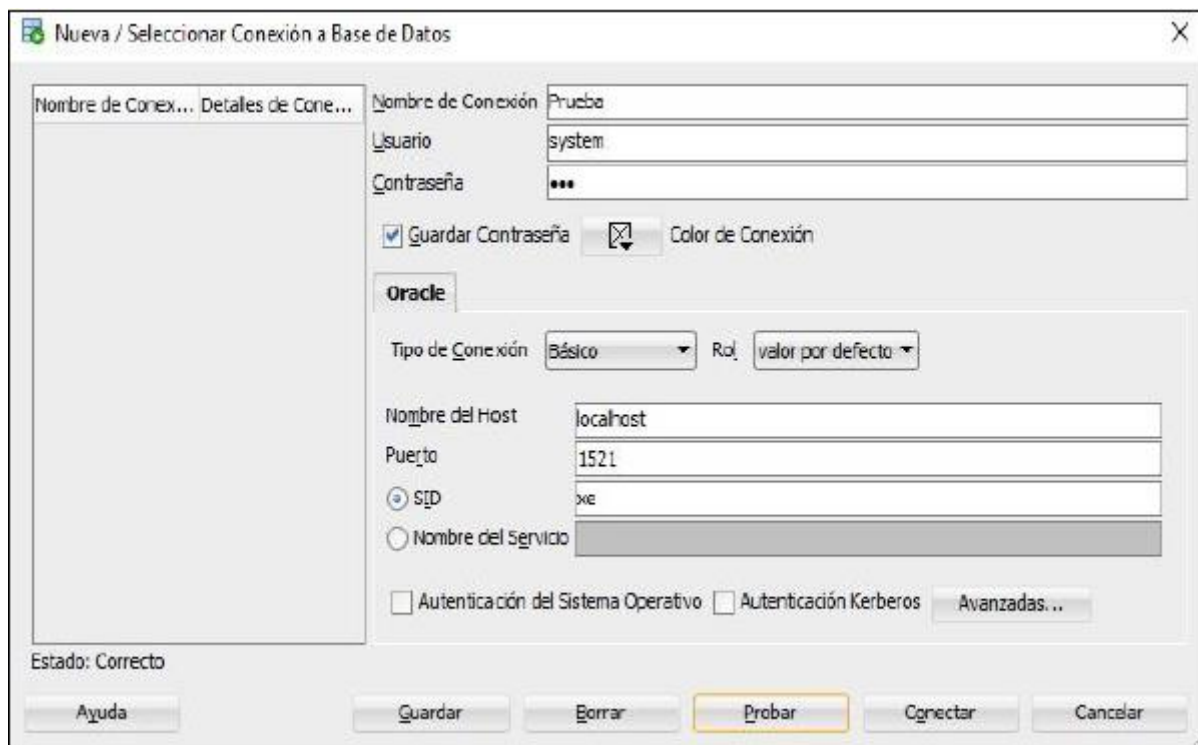 Nueva / Seleccionar Conexión a Base de Datos
Nombre de Conex... Detalles de Cone...
Nombre de Conexión Prueba
Usuario system
Contraseña •••
Guardar Contraseña Color de Conexión
Oracle
Tipo de Conexión Básico Rol valor por defecto
Nombre del Host localhost
Puerto 1521
SID xe
Nombre del Servicio
Autenticación del Sistema Operativo Autenticación Kerberos Avanzadas...
Estado: Correcto
Ayuda Guardar Borrar Probar Conectar Cancelar